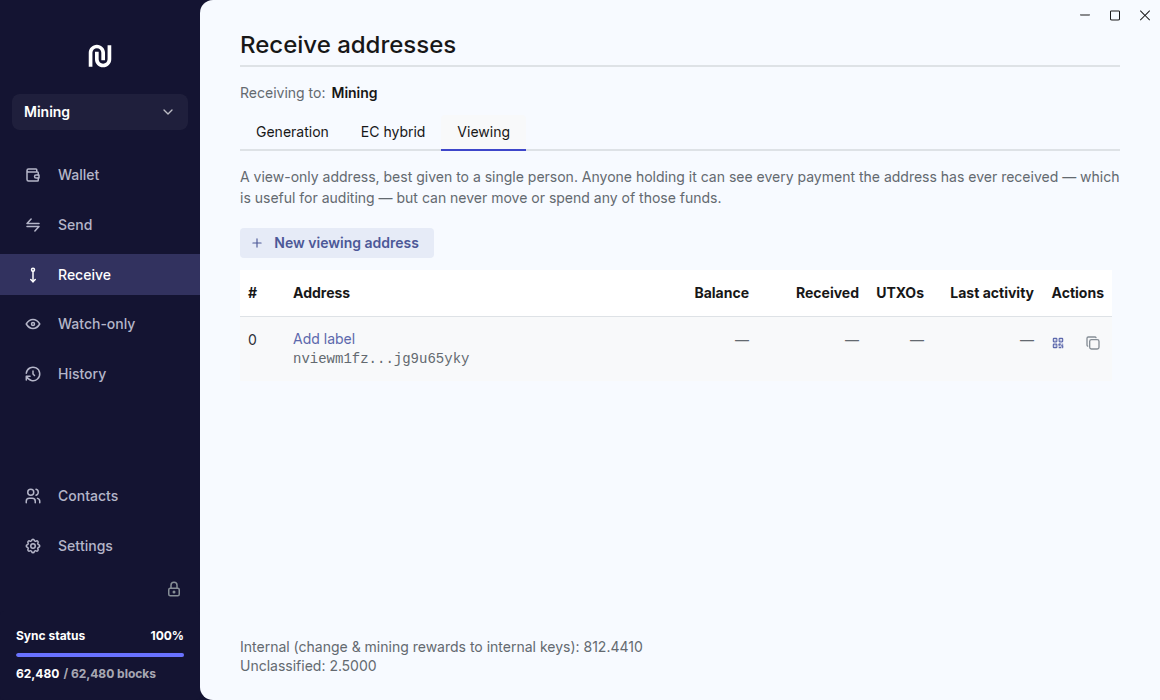 Receive addresses
Receiving to: Mining
Generation EC hybrid Viewing
A view-only address, best given to a single person. Anyone holding it can see every payment the address has ever received — which
is useful for auditing — but can never move or spend any of those funds.
+ New viewing address
# Address Balance Received UTXOs Last activity Actions
0 Add label — — — —
nviewm1fz...jg9u65yky
Internal (change & mining rewards to internal keys): 812.4410
Unclassified: 2.5000
Mining
Wallet
Send
Receive
Watch-only
History
Contacts
Settings
Sync status 100%
62,480 / 62,480 blocks